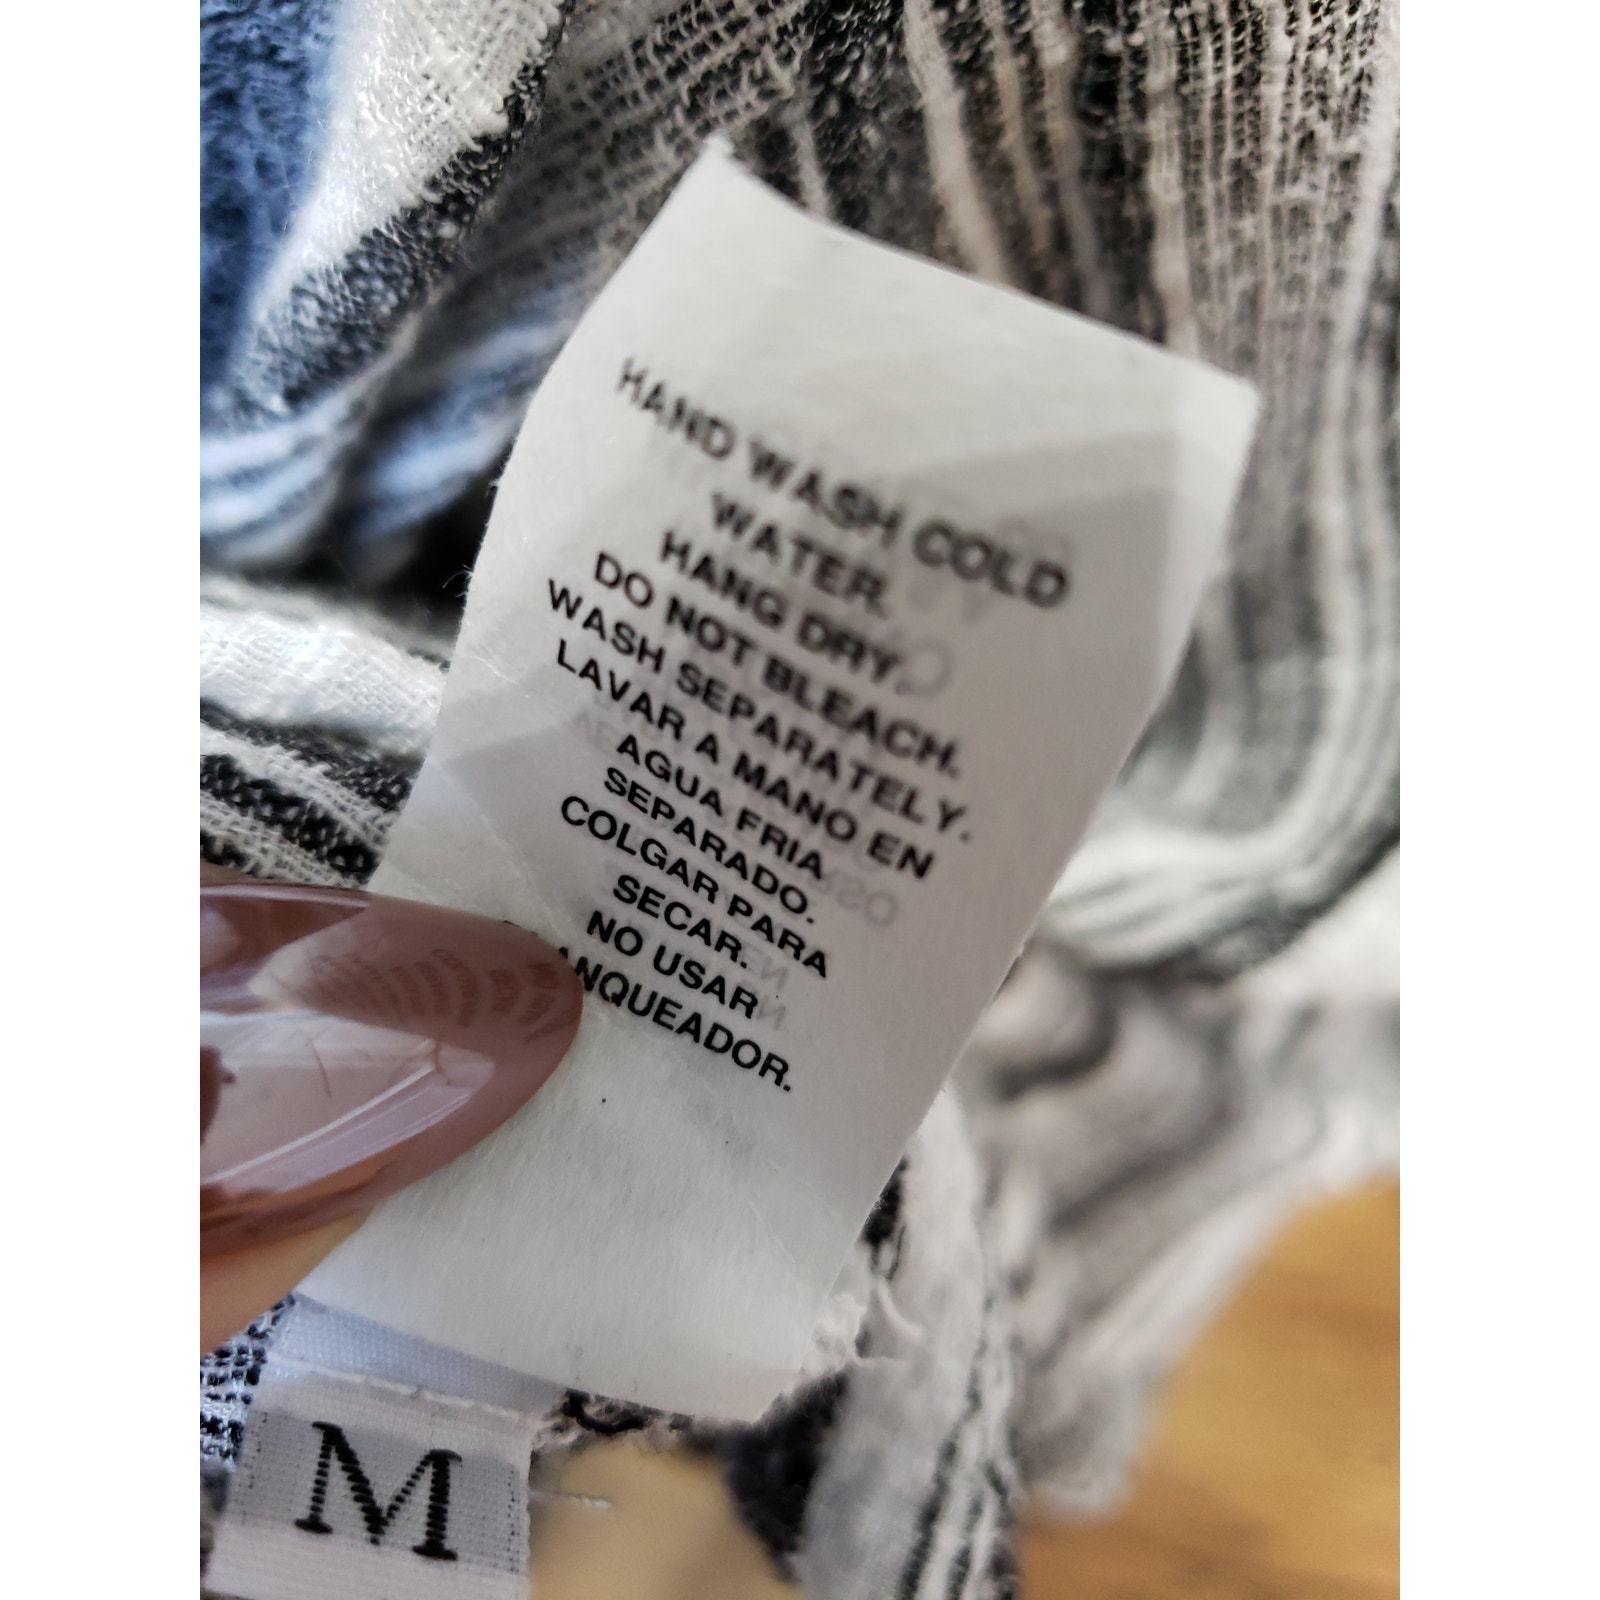 HAND WASH COLD
WATER.
HANG DRY.
DO NOT BLEACH.
WASH SEPARATELY.
LAVAR A MANO EN
AGUA FRIA
SEPARADO.
COLGAR PARA
SECAR.
NO USAR
ANQUEADOR.
M